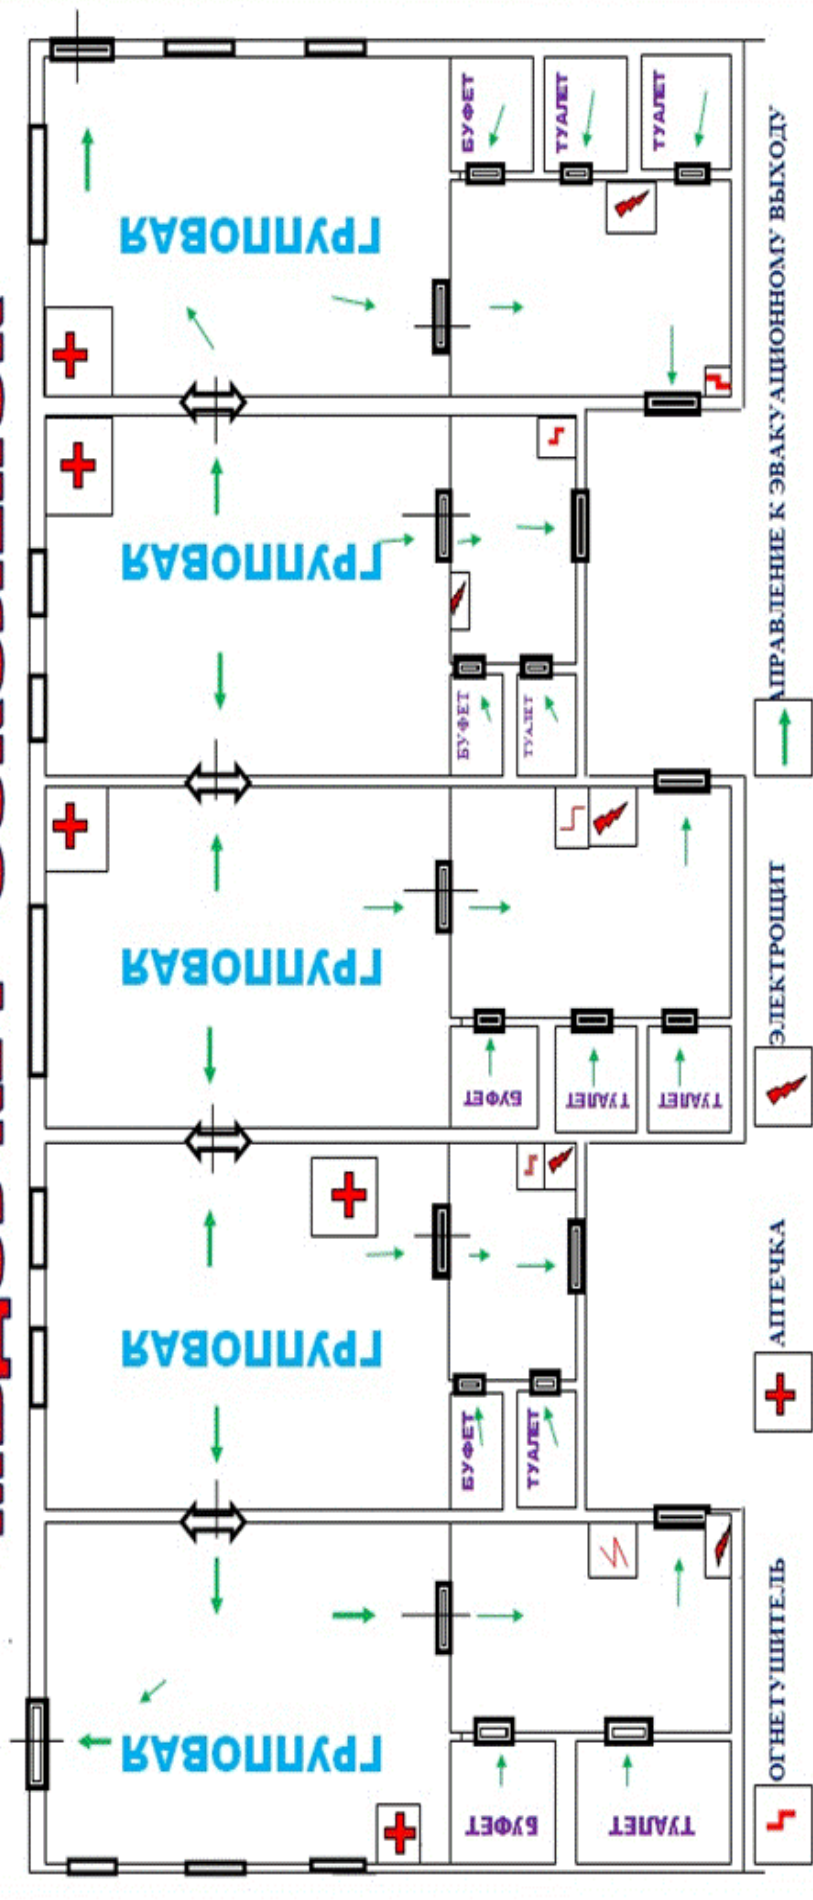 ГРУППОВАЯ
ГРУППОВАЯ
ГРУППОВАЯ
ГРУППОВАЯ
ГРУППОВАЯ
БУФЕТ
ТУАЛЕТ
БУФЕТ
ТУАЛЕТ
БУФЕТ
ТУАЛЕТ
ТУАЛЕТ
БУФЕТ
ТУАЛЕТ
БУФЕТ
ТУАЛЕТ
ТУАЛЕТ
ОГНЕТУШИТЕЛЬ
АПТЕЧКА
ЭЛЕКТРОЩИТ
АПРАВЛЕНИЕ К ЭВАКУАЦИОННОМУ ВЫХОДУ